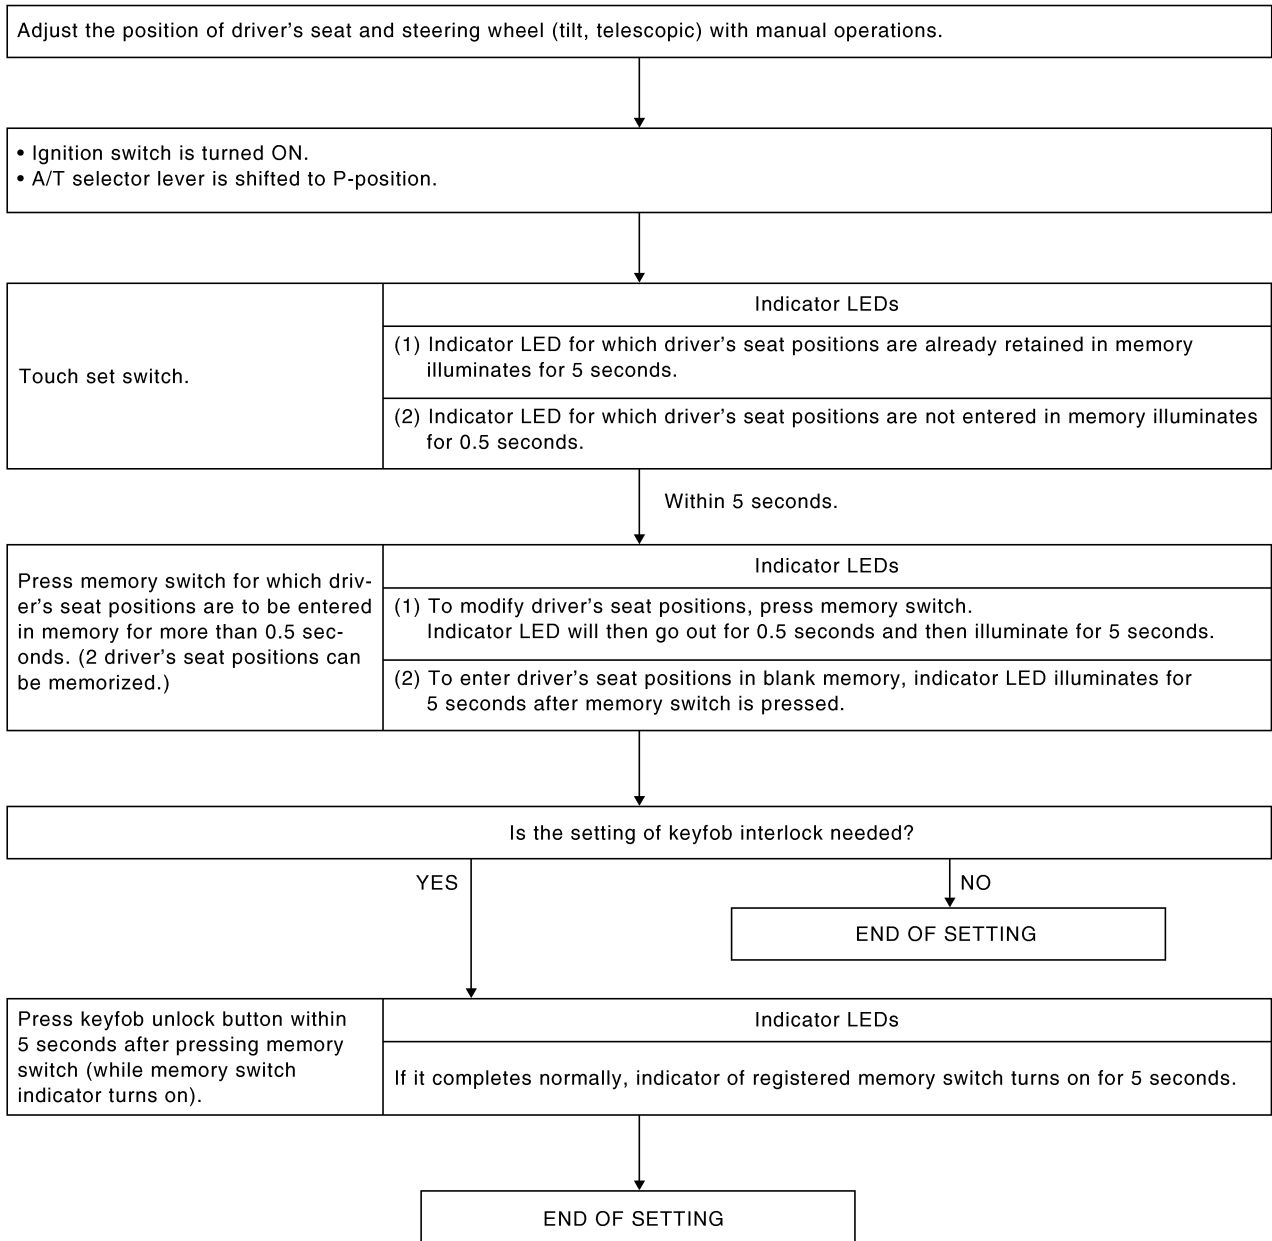 Adjust the position of driver's seat and steering wheel (tilt, telescopic) with manual operations.
• Ignition switch is turned ON.
• A/T selector lever is shifted to P-position.
Touch set switch.
Indicator LEDs
(1) Indicator LED for which driver's seat positions are already retained in memory
illuminates for 5 seconds.
(2) Indicator LED for which driver's seat positions are not entered in memory illuminates
for 0.5 seconds.
Within 5 seconds.
Press memory switch for which driv-
er's seat positions are to be entered
in memory for more than 0.5 sec-
onds. (2 driver's seat positions can
be memorized.)
Indicator LEDs
(1) To modify driver's seat positions, press memory switch.
Indicator LED will then go out for 0.5 seconds and then illuminate for 5 seconds.
(2) To enter driver's seat positions in blank memory, indicator LED illuminates for
5 seconds after memory switch is pressed.
Is the setting of keyfob interlock needed?
YES
NO
END OF SETTING
Press keyfob unlock button within
5 seconds after pressing memory
switch (while memory switch
indicator turns on).
Indicator LEDs
If it completes normally, indicator of registered memory switch turns on for 5 seconds.
END OF SETTING